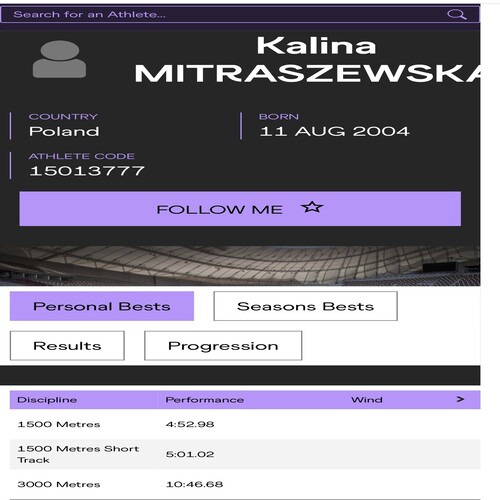 Search for an Athlete...
Kalina
MITRASZEWSKA
COUNTRY
Poland
BORN
11 AUG 2004
ATHLETE CODE
15013777
FOLLOW ME
Personal Bests
Seasons Bests
Results
Progression
Discipline Performance Wind >
1500 Metres 4:52.98
1500 Metres Short
Track 5:01.02
3000 Metres 10:46.68